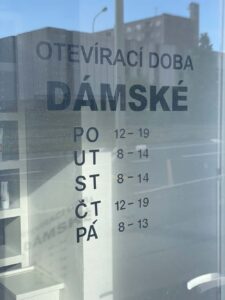 OTEVÍRACÍ DOBA
DÁMSKÉ
PO 12-19
UT 8-14
ST 8-14
ČT 12-19
PÁ 8-13